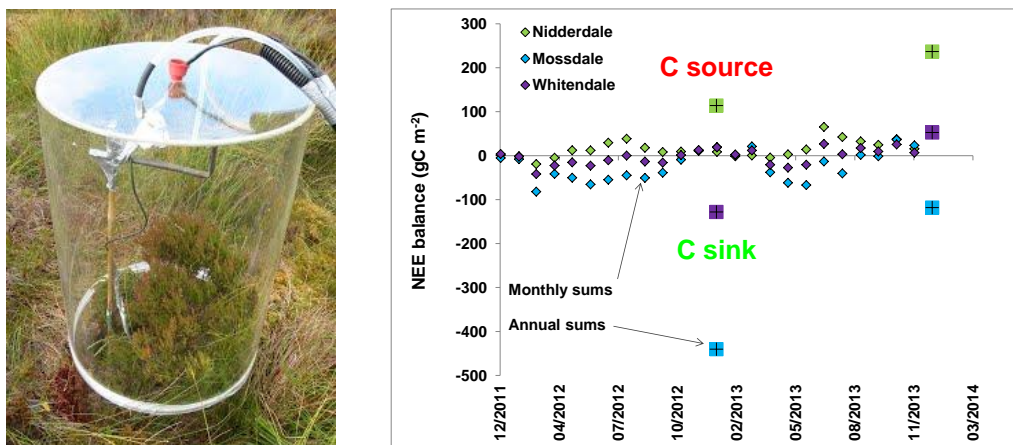 300
200
100
0
-100
-200
-300
-400
-500
NEE balance (gC m⁻²)
Nidderdale
Mossdale
Whitendale
C source
C sink
Monthly sums
Annual sums
12/2011
04/2012
07/2012
10/2012
02/2013
05/2013
08/2013
11/2013
03/2014